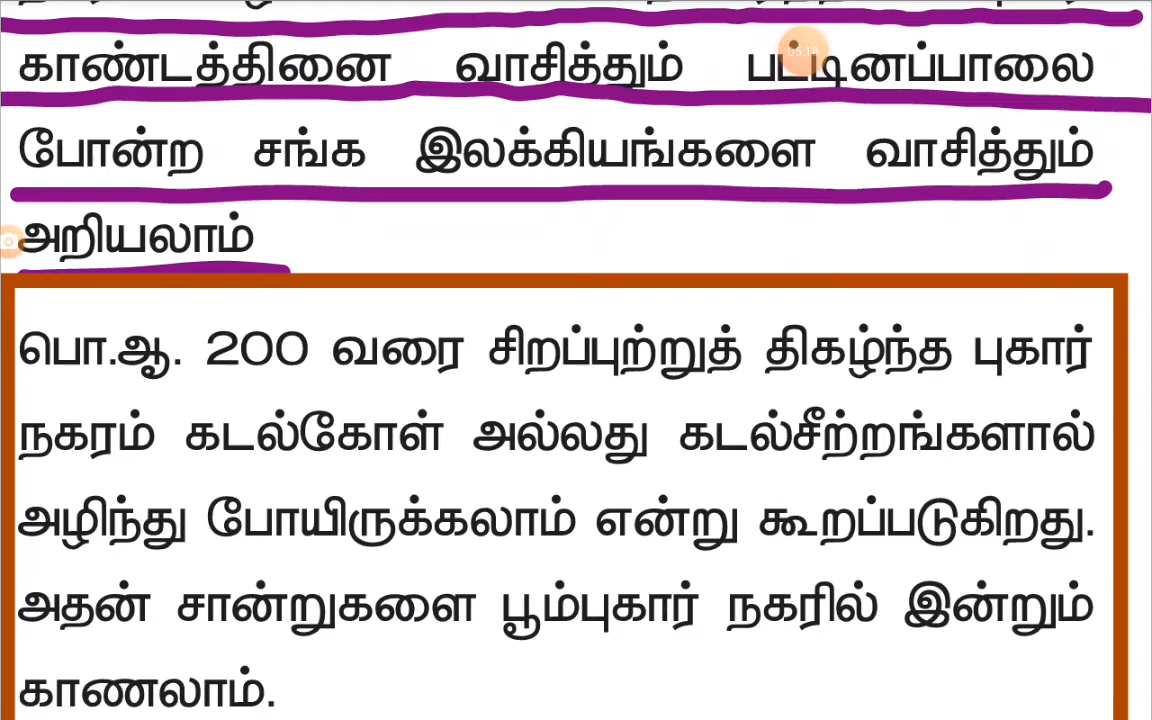 காண்டத்தினை வாசித்தும் பட்டினப்பாலை
போன்ற சங்க இலக்கியங்களை வாசித்தும்
அறியலாம்
பொ.ஆ. 200 வரை சிறப்புற்றுத் திகழ்ந்த புகார்
நகரம் கடல்கோள் அல்லது கடல்சீற்றங்களால்
அழிந்து போயிருக்கலாம் என்று கூறப்படுகிறது.
அதன் சான்றுகளை பூம்புகார் நகரில் இன்றும்
காணலாம்.